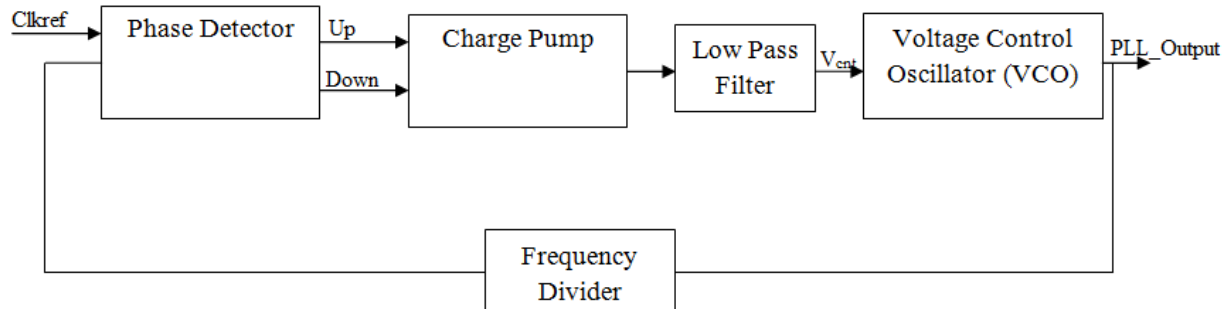 Clkref
Phase Detector
Up
Down
Charge Pump
Low Pass
Filter
Vcnt
Voltage Control
Oscillator (VCO)
PLL_Output
Frequency
Divider